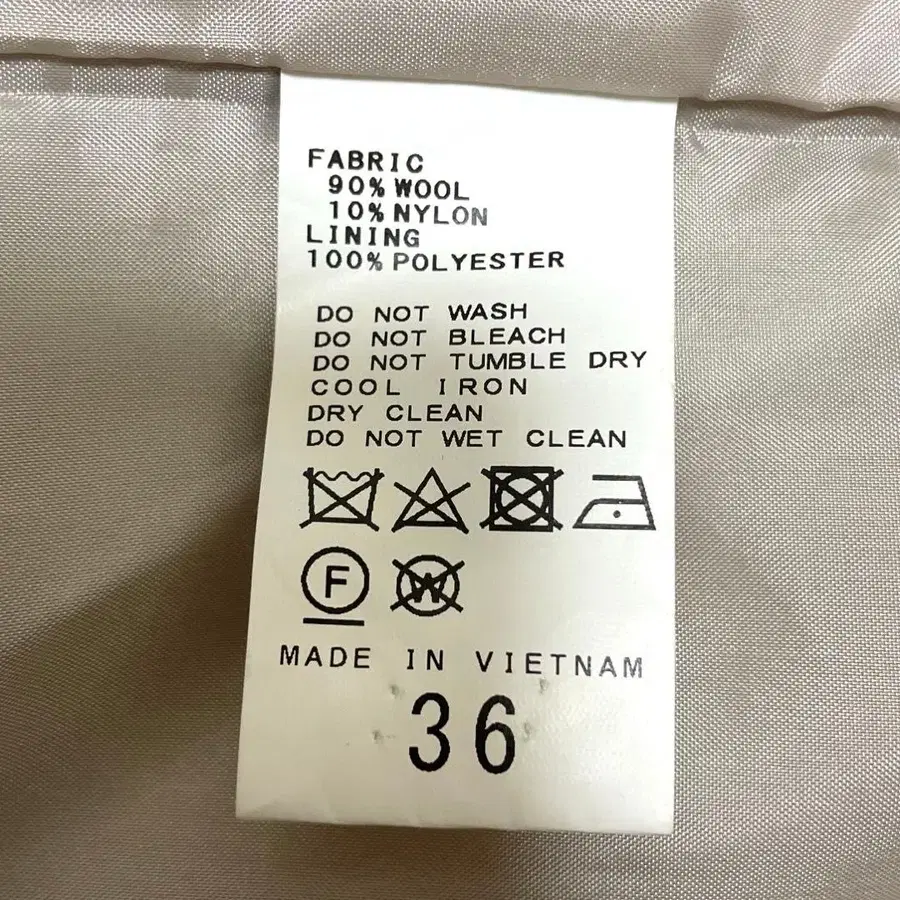 FABRIC
90% WOOL
10% NYLON
LINING
100% POLYESTER
DO NOT WASH
DO NOT BLEACH
DO NOT TUMBLE DRY
COOL IRON
DRY CLEAN
DO NOT WET CLEAN
F W
MADE IN VIETNAM
36